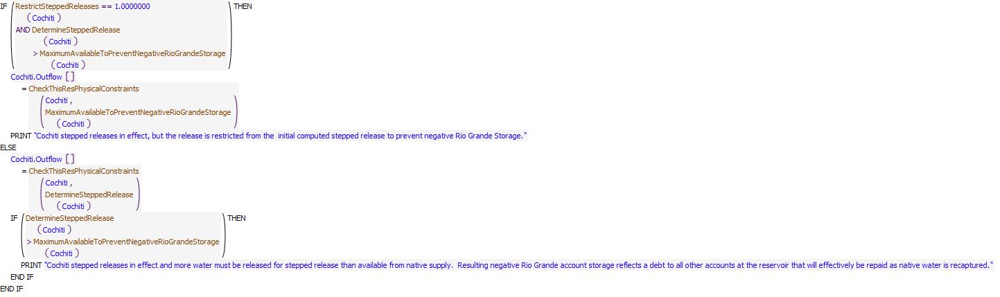 IF ( RestrictSteppedReleases == 1.0000000 ) THEN
( Cochiti )
AND DetermineSteppedRelease
( Cochiti )
> MaximumAvailableToPreventNegativeRioGrandeStorage
( Cochiti )
Cochiti.Outflow []
= CheckThisResPhysicalConstraints
( Cochiti ,
MaximumAvailableToPreventNegativeRioGrandeStorage
( Cochiti ) )
PRINT "Cochiti stepped releases in effect, but the release is restricted from the  initial computed stepped release to prevent negative Rio Grande Storage."
ELSE
Cochiti.Outflow []
= CheckThisResPhysicalConstraints
( Cochiti ,
DetermineSteppedRelease
( Cochiti ) )
IF ( DetermineSteppedRelease ) THEN
( Cochiti )
> MaximumAvailableToPreventNegativeRioGrandeStorage
( Cochiti )
PRINT "Cochiti stepped releases in effect and more water must be released for stepped release than available from native supply.  Resulting negative Rio Grande account storage reflects a debt to all other accounts at the reservoir that will effectively be repaid as native water is recaptured."
END IF
END IF